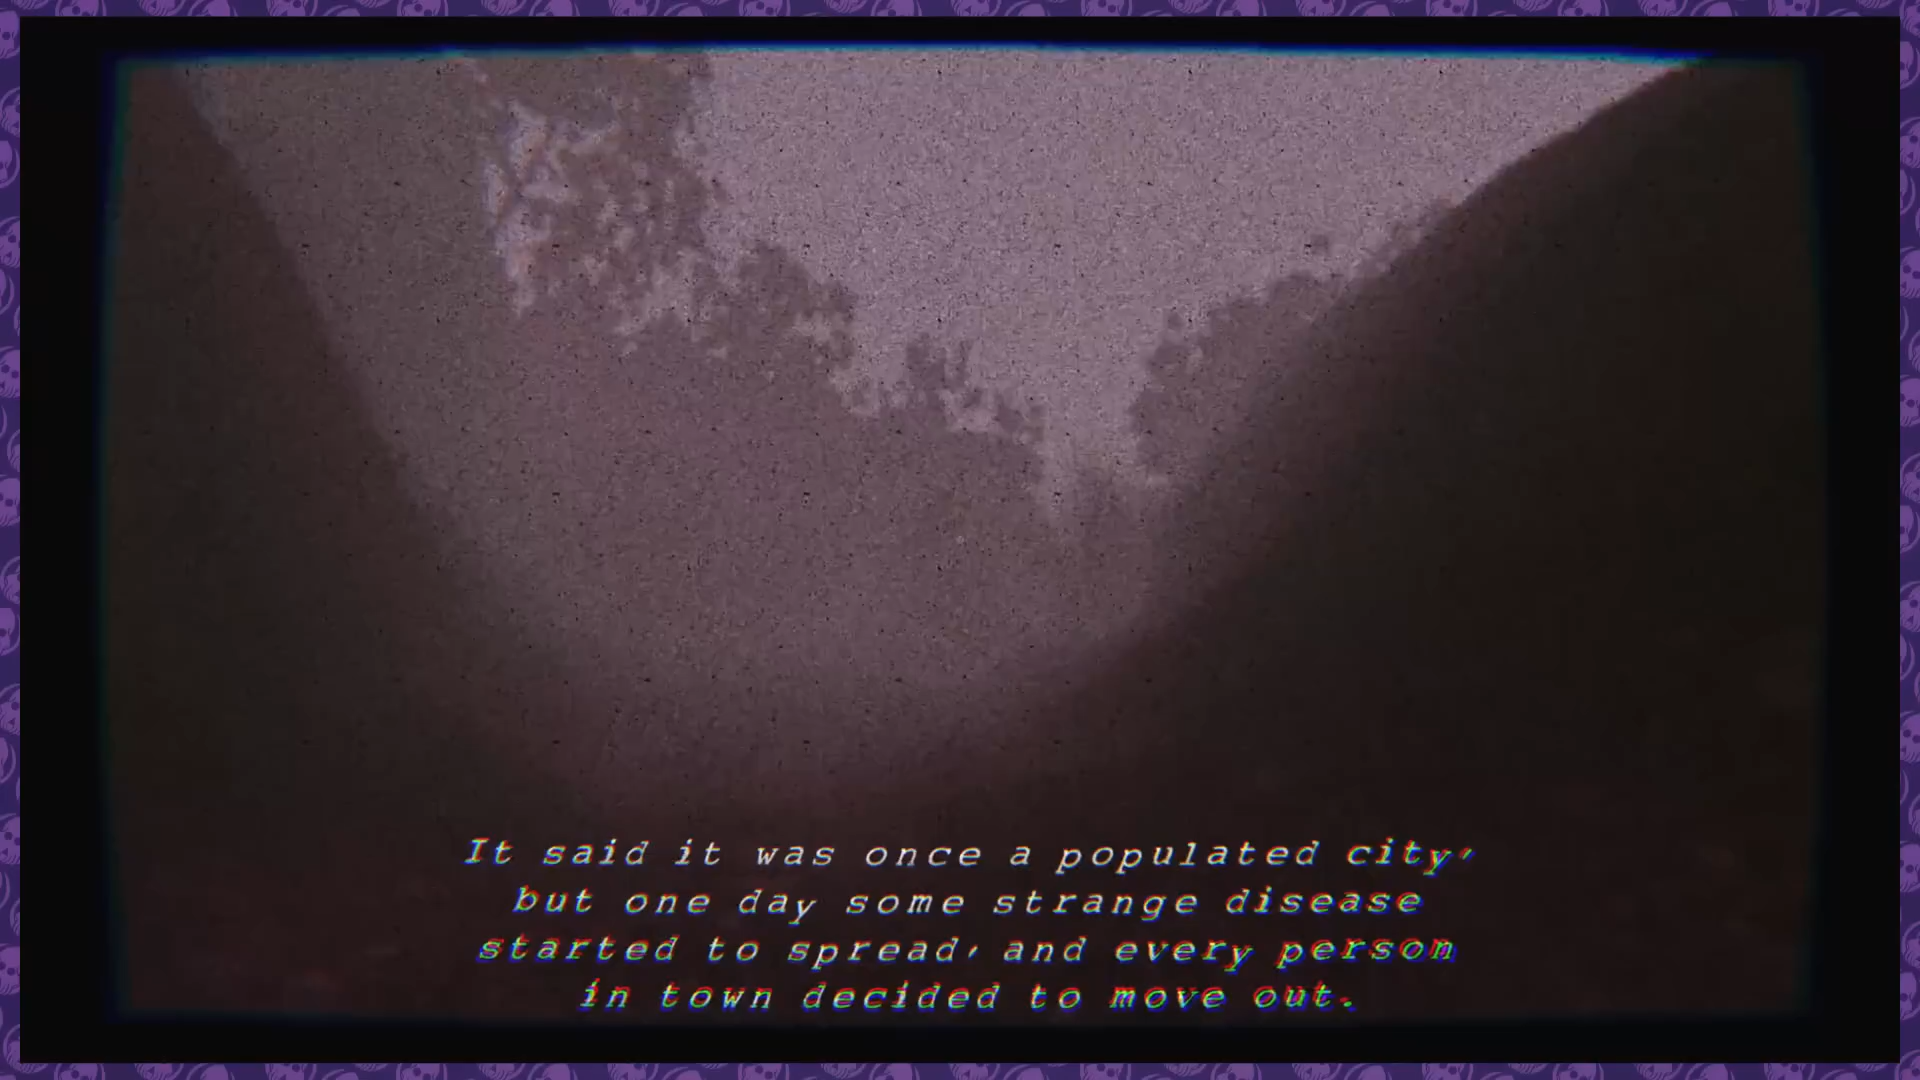 It said it was once a populated city,
but one day some strange disease
started to spread, and every person
in town decided to move out.